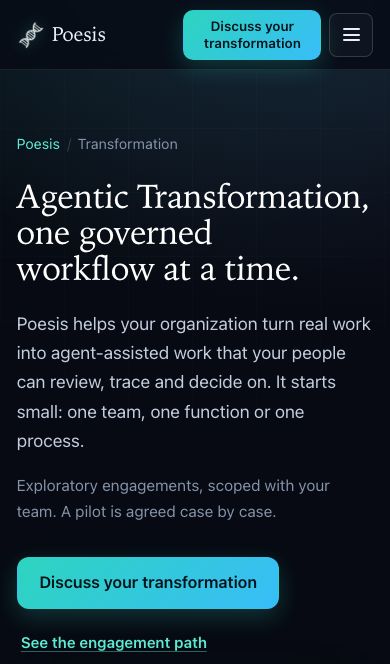 Poesis
Discuss your
transformation
Poesis / Transformation
Agentic Transformation,
one governed
workflow at a time.
Poesis helps your organization turn real work
into agent-assisted work that your people
can review, trace and decide on. It starts
small: one team, one function or one
process.
Exploratory engagements, scoped with your
team. A pilot is agreed case by case.
Discuss your transformation
See the engagement path